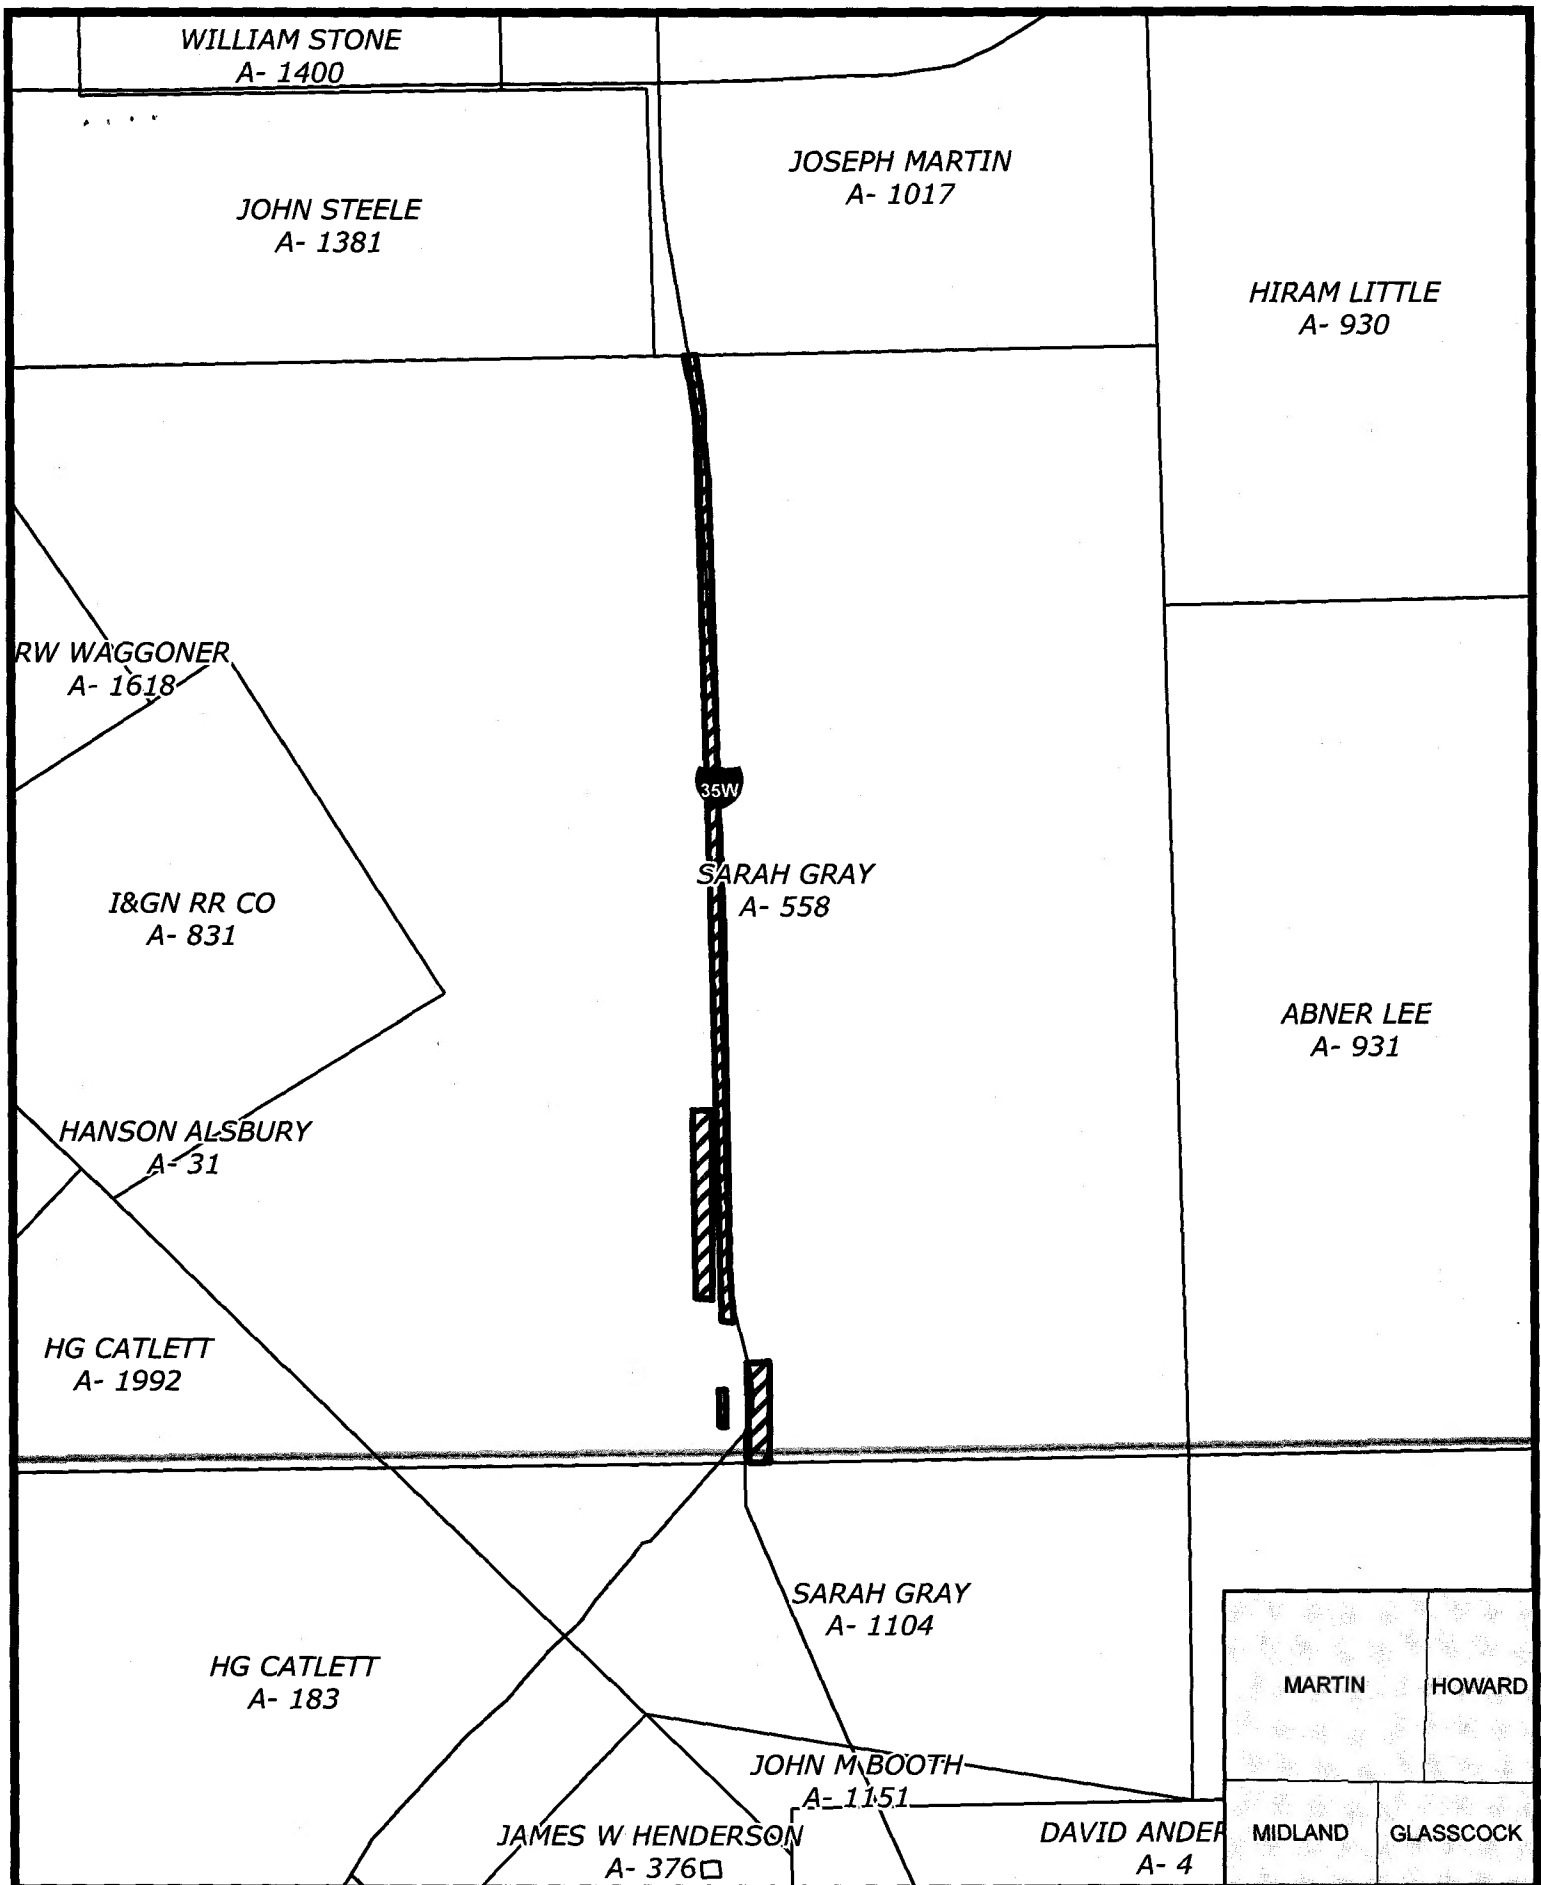 WILLIAM STONE
A- 1400
JOSEPH MARTIN
A- 1017
JOHN STEELE
A- 1381
HIRAM LITTLE
A- 930
RW WAGGONER
A- 1618
35W
SARAH GRAY
A- 558
I&GN RR CO
A- 831
ABNER LEE
A- 931
HANSON ALSBURY
A- 31
HG CATLETT
A- 1992
SARAH GRAY
A- 1104
HG CATLETT
A- 183
MARTIN
HOWARD
JOHN M BOOTH
A- 1151
JAMES W HENDERSON
A- 376
DAVID ANDER
A- 4
MIDLAND
GLASSCOCK